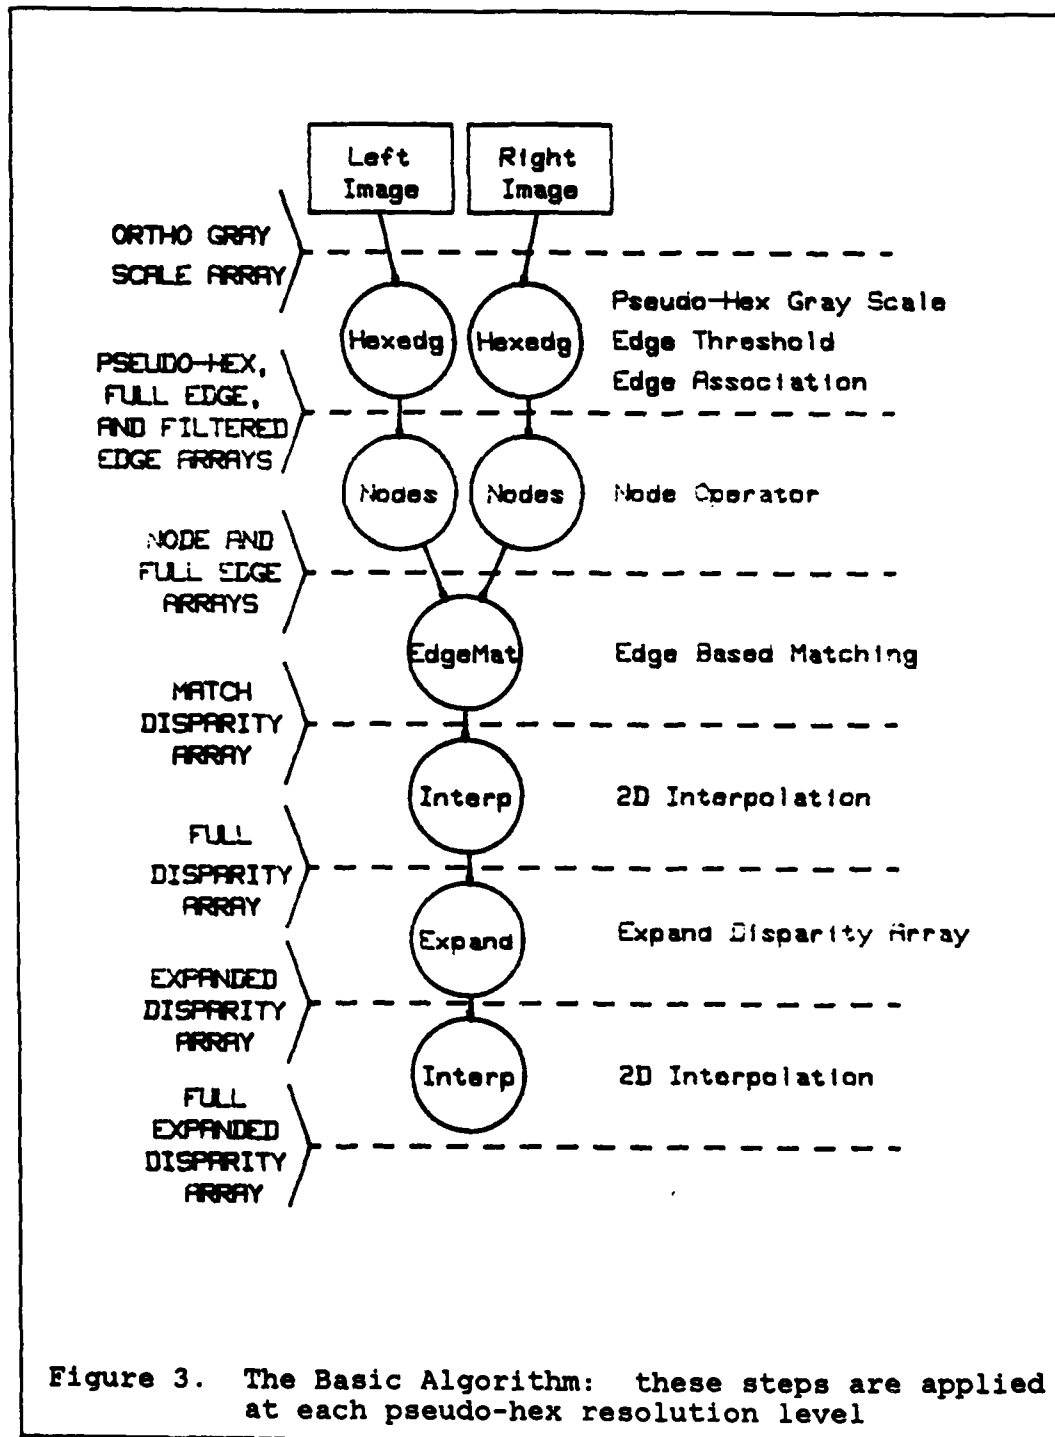 Left
Image
Right
Image
ORTHO GRAY
SCALE ARRAY
Hexedg
Hexedg
Pseudo-Hex Gray Scale
Edge Threshold
Edge Association
PSEUDO-HEX,
FULL EDGE,
AND FILTERED
EDGE ARRAYS
Nodes
Nodes
Node Operator
NODE AND
FULL EDGE
ARRAYS
EdgeMat
Edge Based Matching
MATCH
DISPARITY
ARRAY
Interp
2D Interpolation
FULL
DISPARITY
ARRAY
Expand
Expand Disparity Array
EXPANDED
DISPARITY
ARRAY
Interp
2D Interpolation
FULL
EXPANDED
DISPARITY
ARRAY
Figure 3. The Basic Algorithm: these steps are applied
at each pseudo-hex resolution level